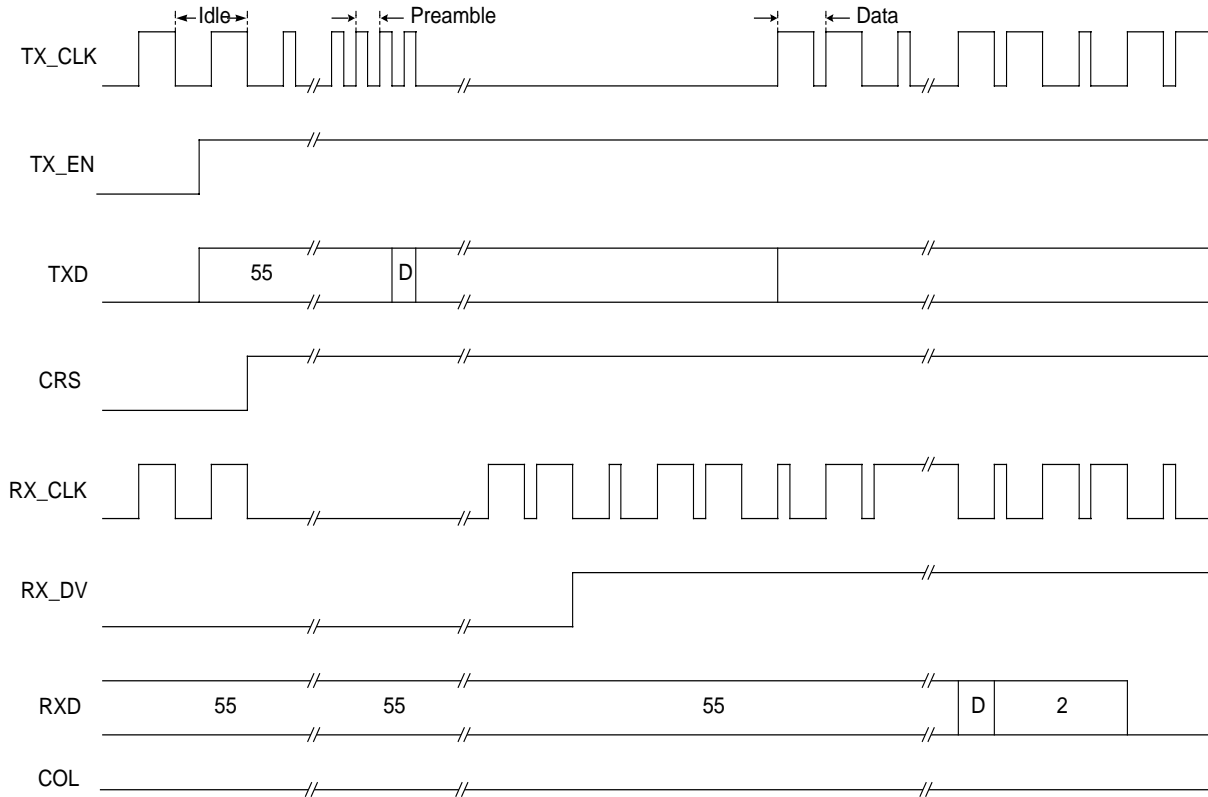 Idle
Preamble
Data
TX_CLK
TX_EN
TXD
55
D
CRS
RX_CLK
RX_DV
RXD
55
55
55
D
2
COL